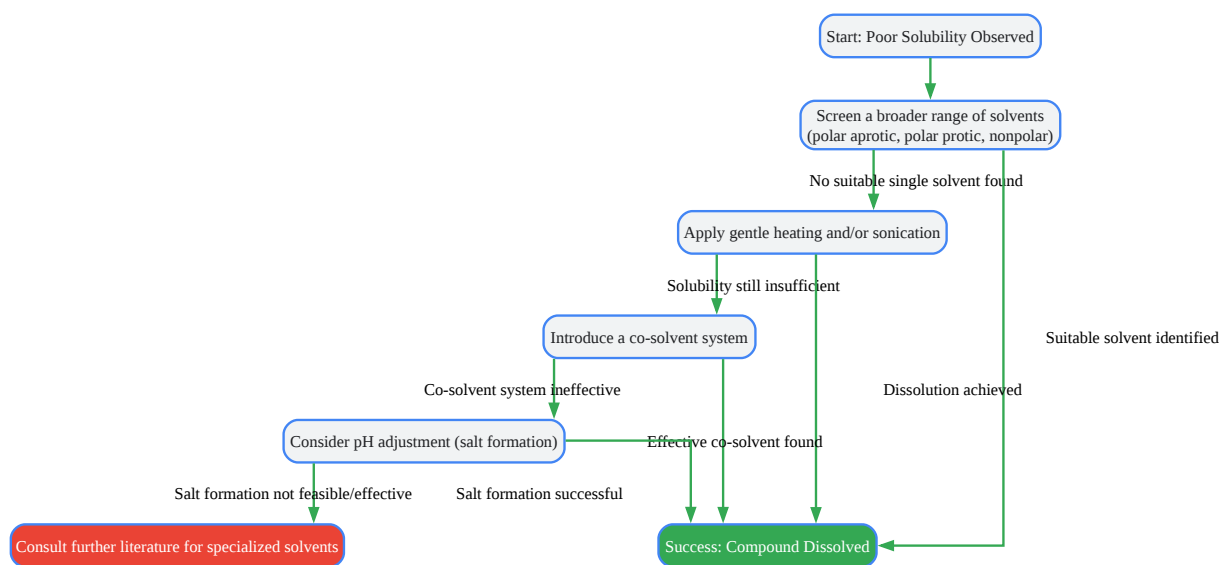 Start: Poor Solubility Observed
Screen a broader range of solvents
(polar aprotic, polar protic, nonpolar)
No suitable single solvent found
Apply gentle heating and/or sonication
Solubility still insufficient
Introduce a co-solvent system
Suitable solvent identified
Co-solvent system ineffective
Dissolution achieved
Consider pH adjustment (salt formation)
Effective co-solvent found
Salt formation not feasible/effective
Salt formation successful
Consult further literature for specialized solvents
Success: Compound Dissolved